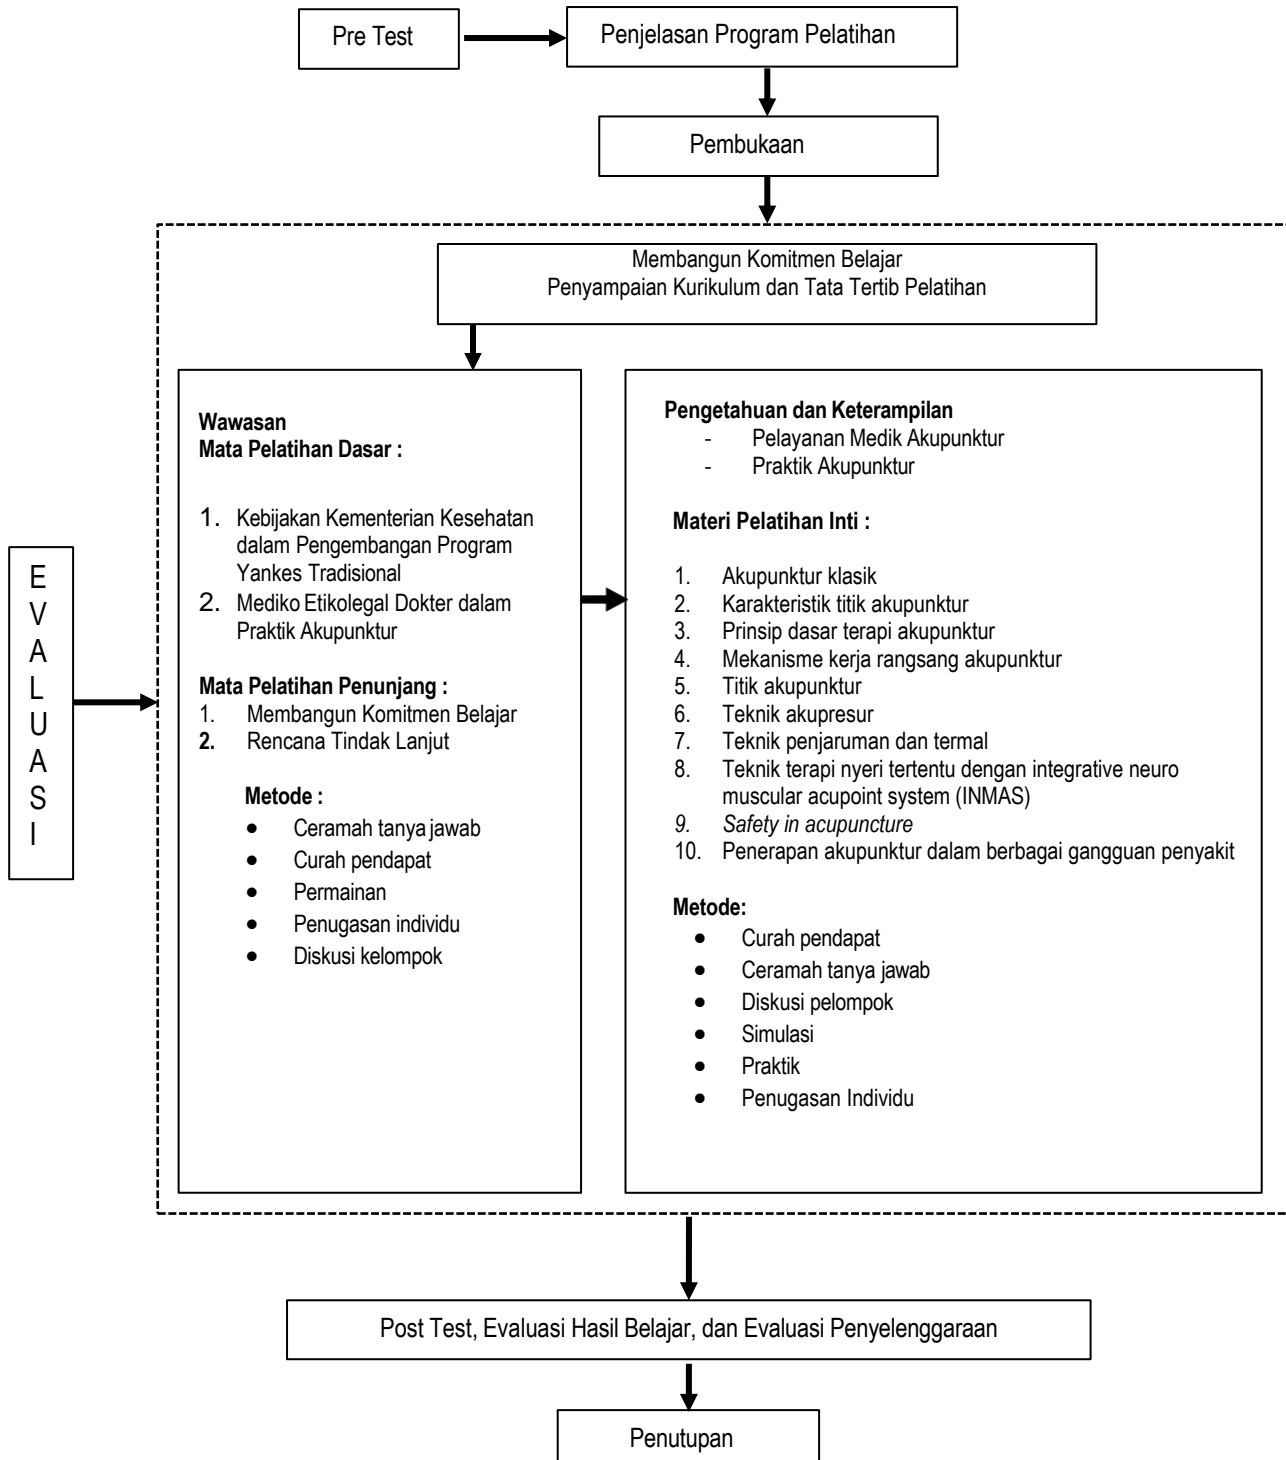 Pre Test
Penjelasan Program Pelatihan
Pembukaan
Membangun Komitmen Belajar
Penyampaian Kurikulum dan Tata Tertib Pelatihan
E
V
A
L
U
A
S
I
Wawasan
Mata Pelatihan Dasar :
1. Kebijakan Kementerian Kesehatan
dalam Pengembangan Program
Yankes Tradisional
2. Mediko Etikolegal Dokter dalam
Praktik Akupunktur
Mata Pelatihan Penunjang :
1. Membangun Komitmen Belajar
2. Rencana Tindak Lanjut
Metode :
● Ceramah tanya jawab
● Curah pendapat
● Permainan
● Penugasan individu
● Diskusi kelompok
Pengetahuan dan Keterampilan
- Pelayanan Medik Akupunktur
- Praktik Akupunktur
Materi Pelatihan Inti :
1. Akupunktur klasik
2. Karakteristik titik akupunktur
3. Prinsip dasar terapi akupunktur
4. Mekanisme kerja rangsang akupunktur
5. Titik akupunktur
6. Teknik akupresur
7. Teknik penjaruman dan termal
8. Teknik terapi nyeri tertentu dengan integrative neuro
muscular acupoint system (INMAS)
9. Safety in acupuncture
10. Penerapan akupunktur dalam berbagai gangguan penyakit
Metode:
● Curah pendapat
● Ceramah tanya jawab
● Diskusi pelompok
● Simulasi
● Praktik
● Penugasan Individu
Post Test, Evaluasi Hasil Belajar, dan Evaluasi Penyelenggaraan
Penutupan